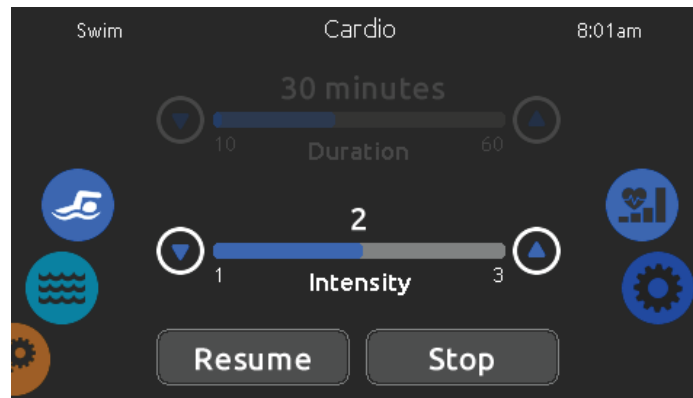 Swim Cardio 8:01am
30 minutes
10 60
Duration
2
1 3
Intensity
Resume Stop